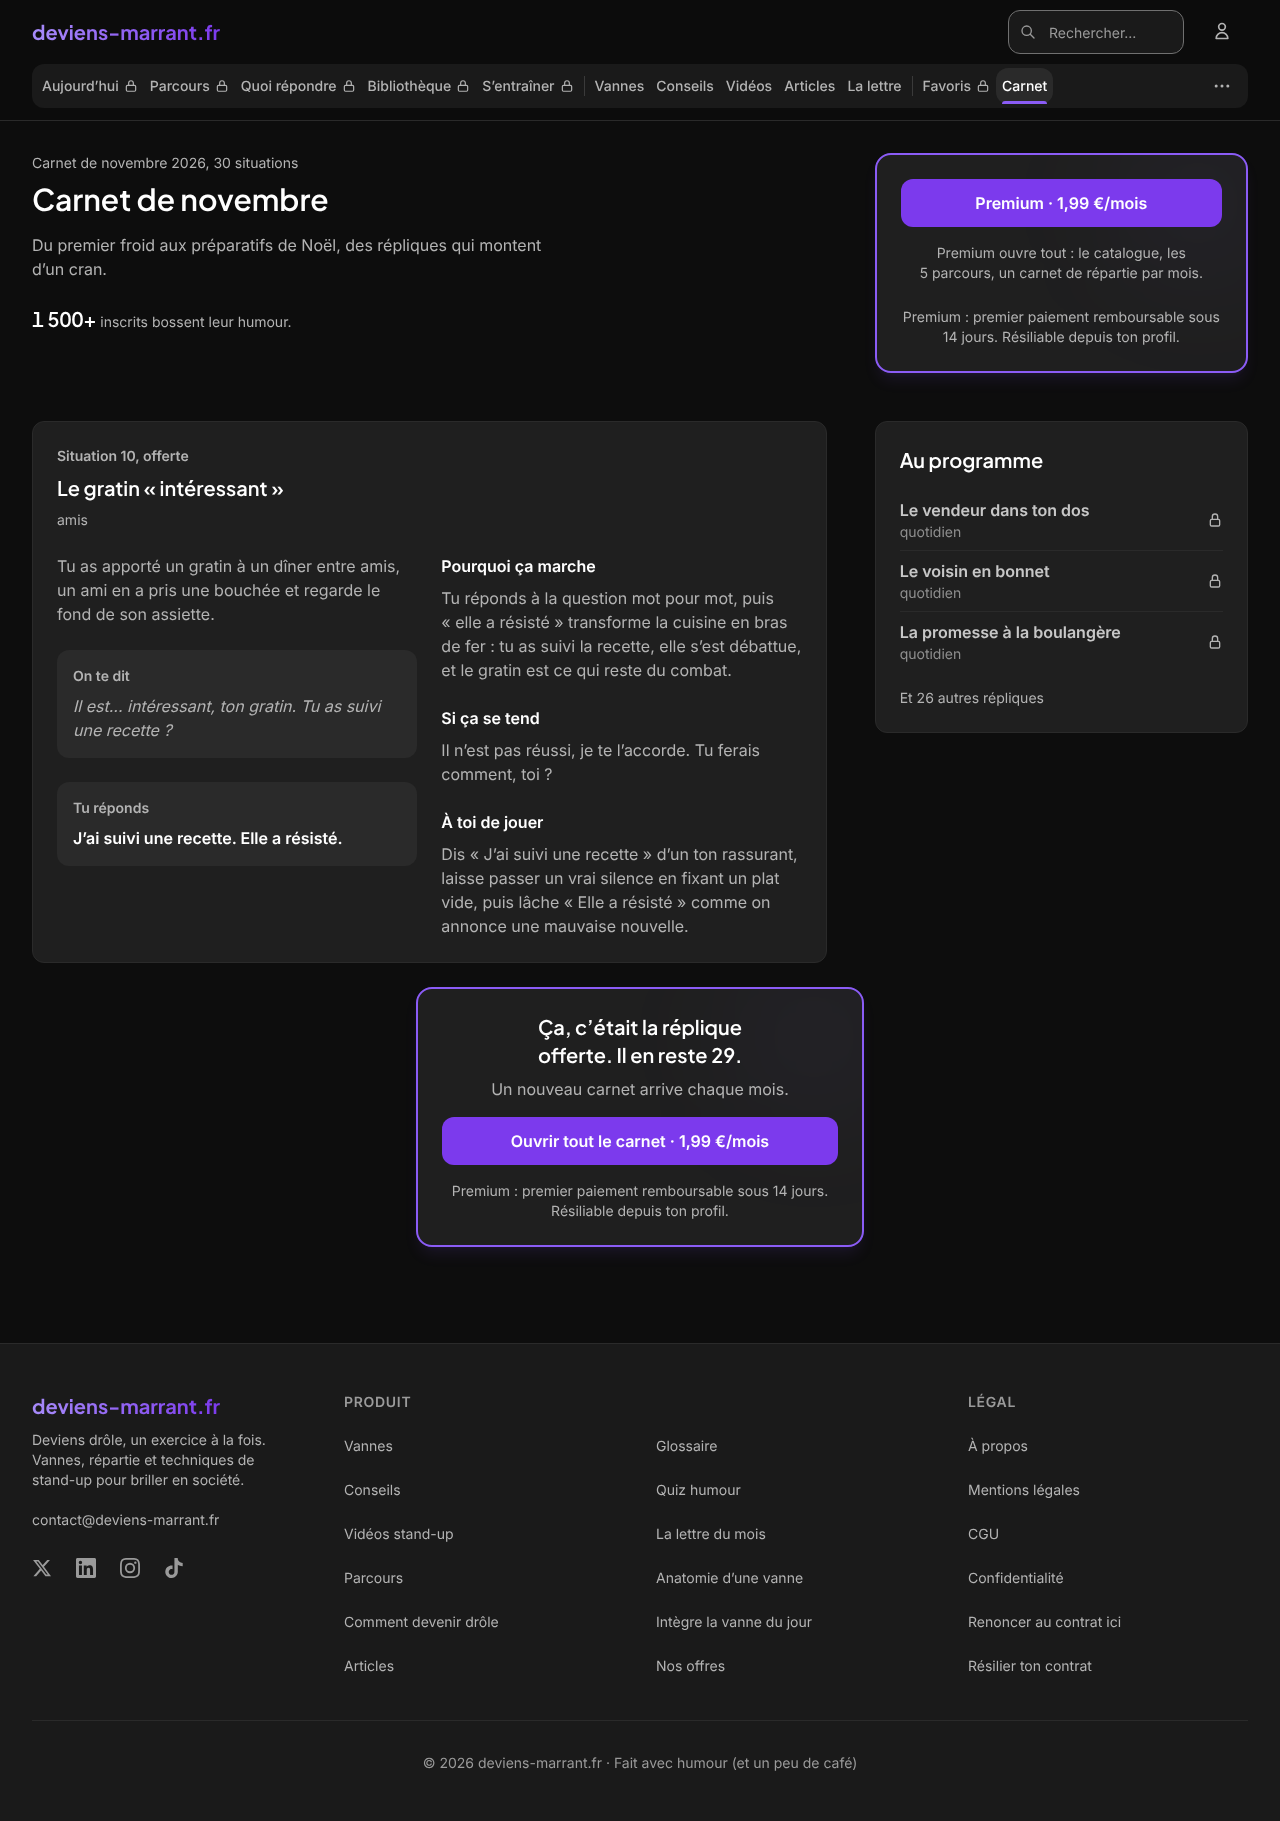 deviens-marrant.fr
Rechercher...
Aujourd’hui Parcours Quoi répondre Bibliothèque S’entraîner Vannes Conseils Vidéos Articles La lettre Favoris Carnet
Carnet de novembre 2026, 30 situations
Carnet de novembre
Du premier froid aux préparatifs de Noël, des répliques qui montent
d’un cran.
1 500+ inscrits bossent leur humour.
Premium · 1,99 €/mois
Premium ouvre tout : le catalogue, les
5 parcours, un carnet de répartie par mois.
Premium : premier paiement remboursable sous
14 jours. Résiliable depuis ton profil.
Situation 10, offerte
Le gratin « intéressant »
amis
Tu as apporté un gratin à un dîner entre amis,
un ami en a pris une bouchée et regarde le
fond de son assiette.
On te dit
Il est… intéressant, ton gratin. Tu as suivi
une recette ?
Tu réponds
J’ai suivi une recette. Elle a résisté.
Pourquoi ça marche
Tu réponds à la question mot pour mot, puis
« elle a résisté » transforme la cuisine en bras
de fer : tu as suivi la recette, elle s’est débattue,
et le gratin est ce qui reste du combat.
Si ça se tend
Il n’est pas réussi, je te l’accorde. Tu ferais
comment, toi ?
À toi de jouer
Dis « J’ai suivi une recette » d’un ton rassurant,
laisse passer un vrai silence en fixant un plat
vide, puis lâche « Elle a résisté » comme on
annonce une mauvaise nouvelle.
Au programme
Le vendeur dans ton dos
quotidien
Le voisin en bonnet
quotidien
La promesse à la boulangère
quotidien
Et 26 autres répliques
Ça, c’était la réplique
offerte. Il en reste 29.
Un nouveau carnet arrive chaque mois.
Ouvrir tout le carnet · 1,99 €/mois
Premium : premier paiement remboursable sous 14 jours.
Résiliable depuis ton profil.
deviens-marrant.fr
Deviens drôle, un exercice à la fois.
Vannes, répartie et techniques de
stand-up pour briller en société.
contact@deviens-marrant.fr
PRODUIT
Vannes
Conseils
Vidéos stand-up
Parcours
Comment devenir drôle
Articles
Glossaire
Quiz humour
La lettre du mois
Anatomie d’une vanne
Intègre la vanne du jour
Nos offres
LÉGAL
À propos
Mentions légales
CGU
Confidentialité
Renoncer au contrat ici
Résilier ton contrat
© 2026 deviens-marrant.fr · Fait avec humour (et un peu de café)